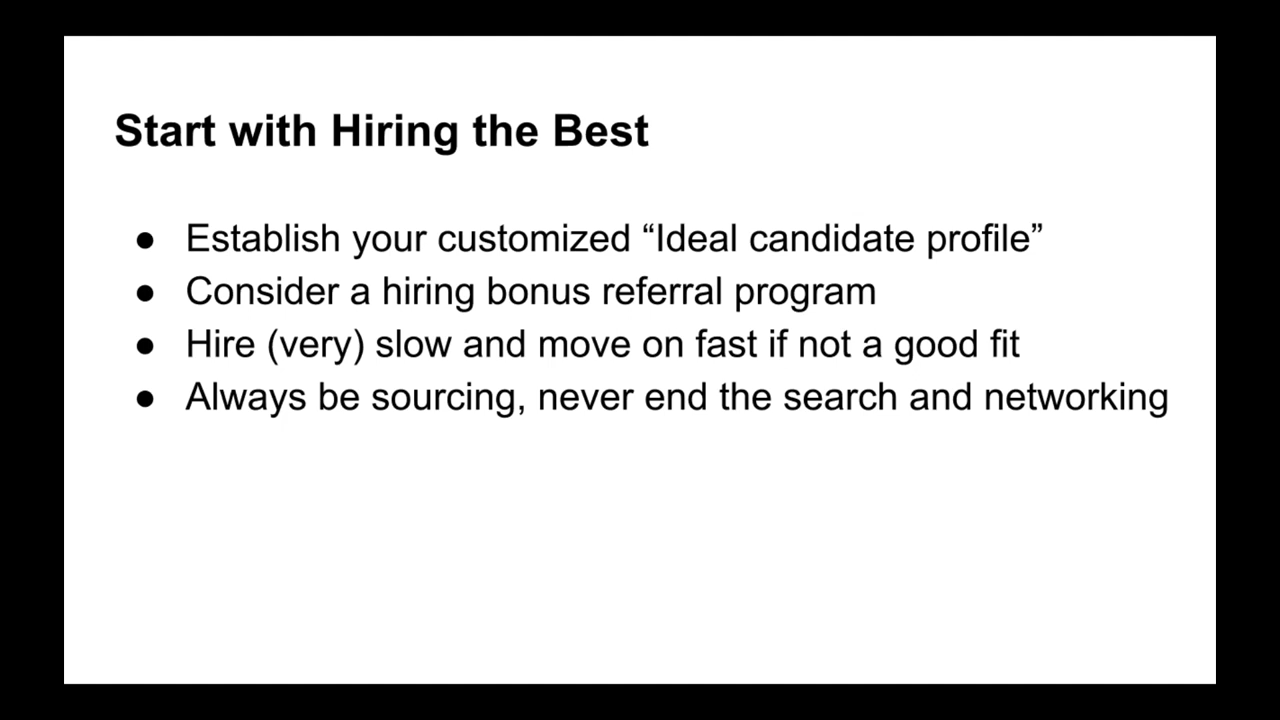 Start with Hiring the Best
● Establish your customized “Ideal candidate profile”
● Consider a hiring bonus referral program
● Hire (very) slow and move on fast if not a good fit
● Always be sourcing, never end the search and networking